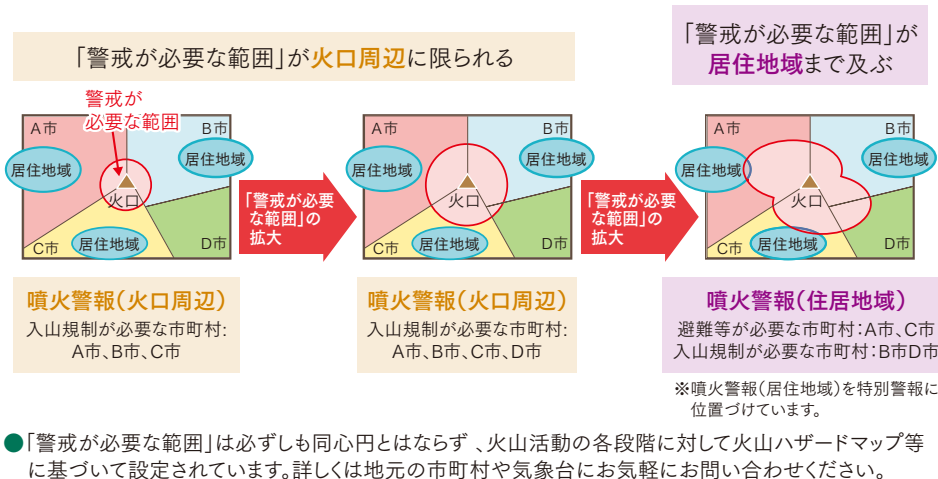 「警戒が必要な範囲」が火口周辺に限られる
「警戒が必要な範囲」が
居住地域まで及ぶ
警戒が
必要な範囲
A市
B市
居住地域
居住地域
火口
C市
居住地域
D市
「警戒が必要
な範囲」の
拡大
A市
B市
居住地域
居住地域
火口
C市
居住地域
D市
「警戒が必要
な範囲」の
拡大
A市
B市
居住地域
居住地域
火口
C市
居住地域
D市
噴火警報(火口周辺)
入山規制が必要な市町村:
A市、B市、C市
噴火警報(火口周辺)
入山規制が必要な市町村:
A市、B市、C市、D市
噴火警報(住居地域)
避難等が必要な市町村:A市、C市
入山規制が必要な市町村:B市D市
※噴火警報(居住地域)を特別警報に
位置づけています。
●「警戒が必要な範囲」は必ずしも同心円とはならず、火山活動の各段階に対して火山ハザードマップ等
に基づいて設定されています。詳しくは地元の市町村や気象台にお気軽にお問い合わせください。